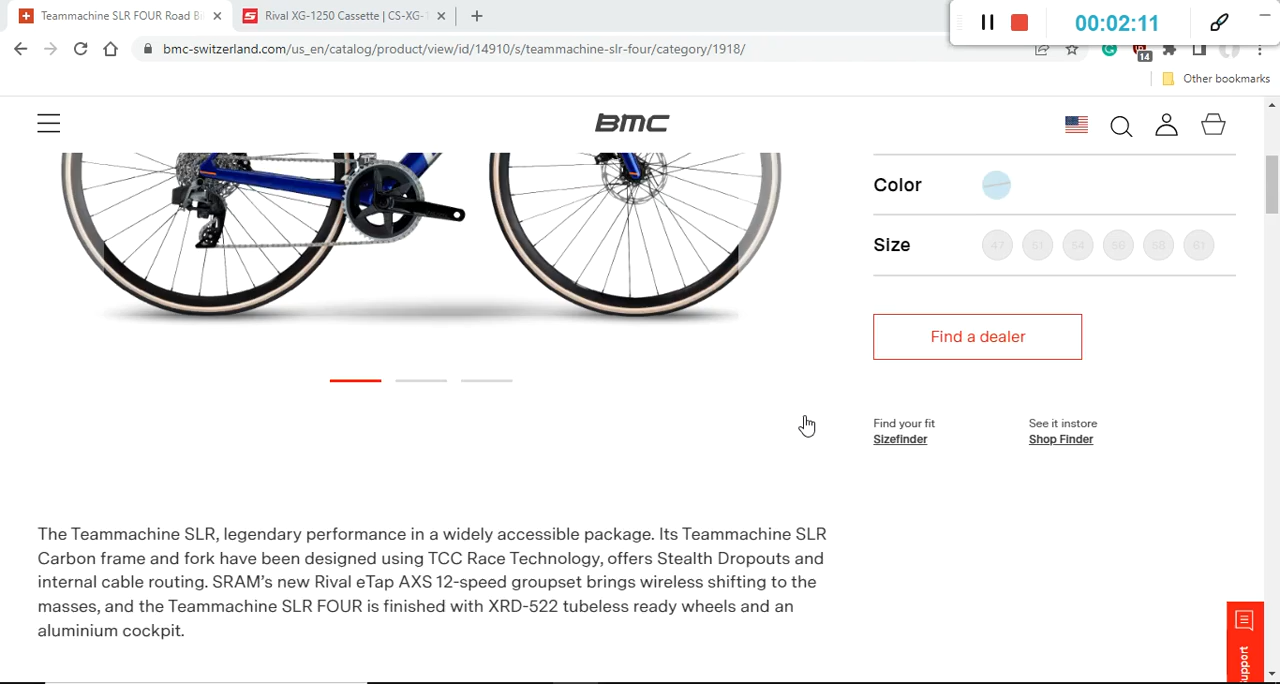 Teammachine SLR FOUR Road Bi
Rival XG-1250 Cassette | CS-XG-1
00:02:11
bmc-switzerland.com/us_en/catalog/product/view/id/14910/s/teammachine-slr-four/category/1918/
14
Other bookmarks
BMC
Color
Size
47 51 54 56 58 61
Find a dealer
Find your fit
Sizefinder
See it instore
Shop Finder
The Teammachine SLR, legendary performance in a widely accessible package. Its Teammachine SLR
Carbon frame and fork have been designed using TCC Race Technology, offers Stealth Dropouts and
internal cable routing. SRAM's new Rival eTap AXS 12-speed groupset brings wireless shifting to the
masses, and the Teammachine SLR FOUR is finished with XRD-522 tubeless ready wheels and an
aluminium cockpit.
upport